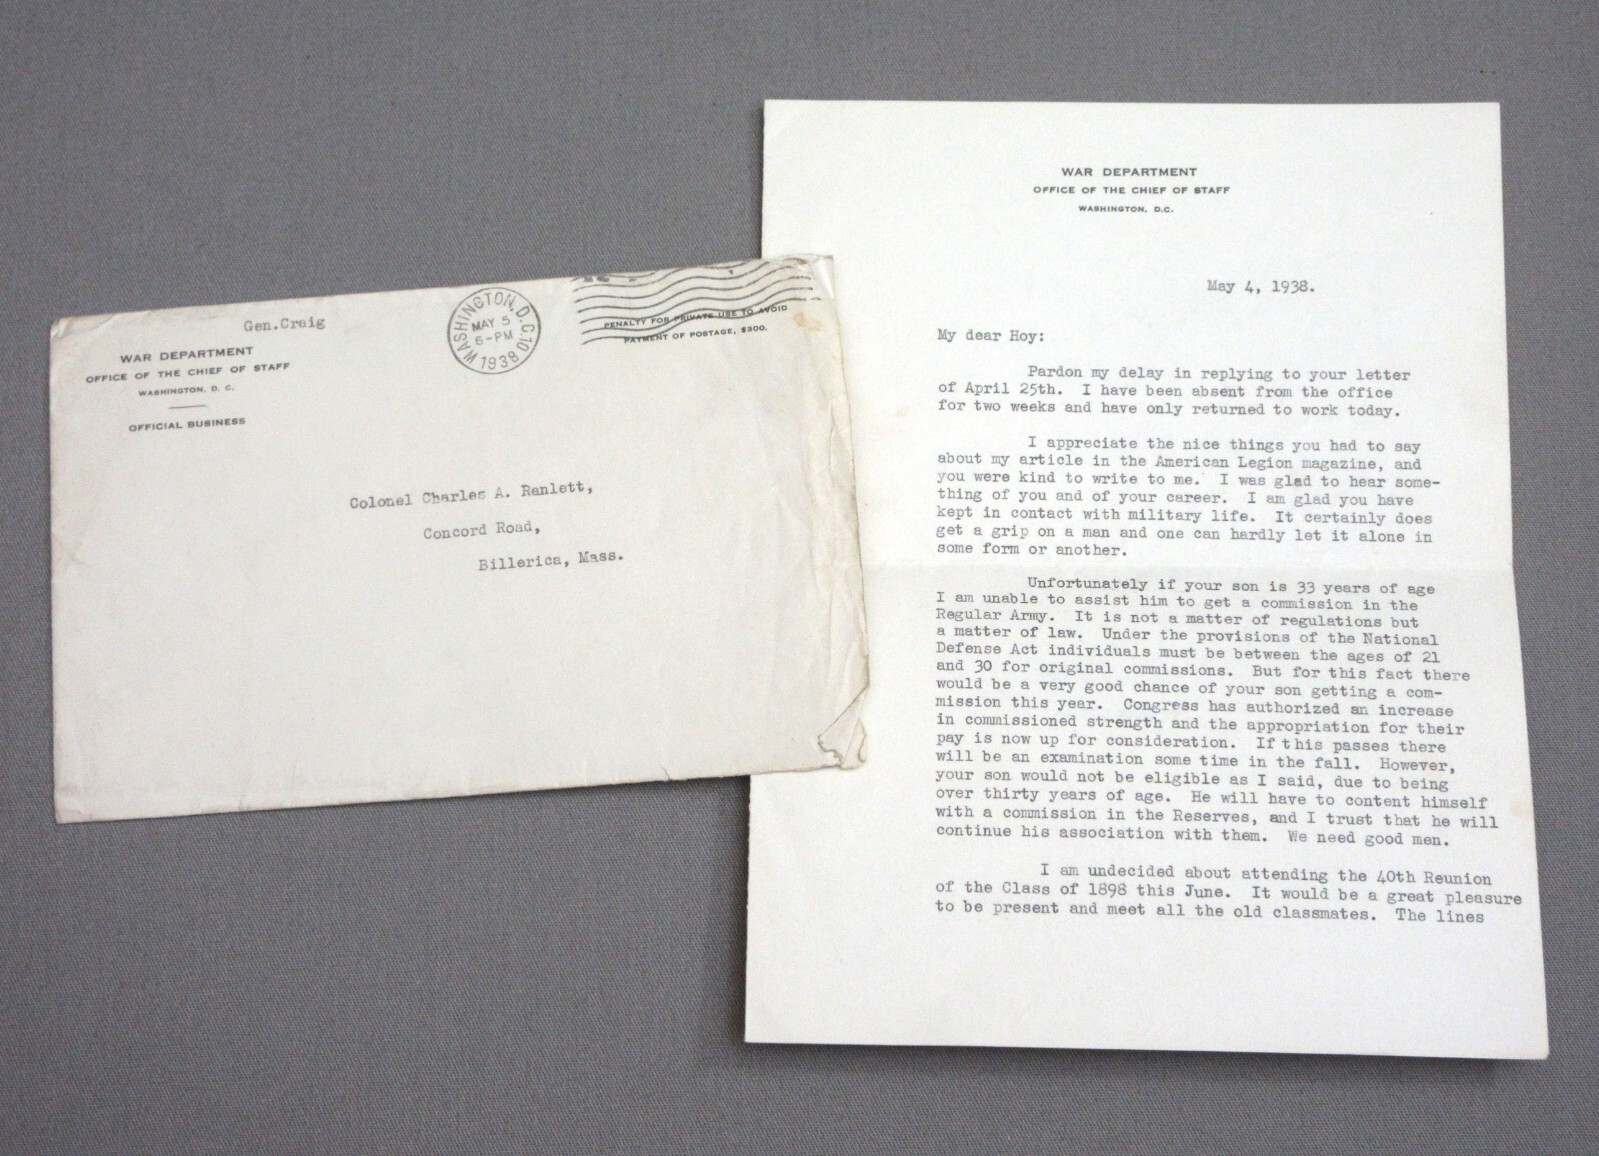 Gen.Craig
WAR DEPARTMENT
OFFICE OF THE CHIEF OF STAFF
WASHINGTON, D. C.
OFFICIAL BUSINESS
WASHINGTON, D.C. 10
MAY 5
6-PM
1938
PENALTY FOR PRIVATE USE TO AVOID
PAYMENT OF POSTAGE, $300.
Colonel Charles A. Ranlett,
Concord Road,
Billerica, Mass.
WAR DEPARTMENT
OFFICE OF THE CHIEF OF STAFF
WASHINGTON, D.C.
May 4, 1938.
My dear Hoy:
Pardon my delay in replying to your letter
of April 25th. I have been absent from the office
for two weeks and have only returned to work today.
I appreciate the nice things you had to say
about my article in the American Legion magazine, and
you were kind to write to me. I was glad to hear some-
thing of you and of your career. I am glad you have
kept in contact with military life. It certainly does
get a grip on a man and one can hardly let it alone in
some form or another.
Unfortunately if your son is 33 years of age
I am unable to assist him to get a commission in the
Regular Army. It is not a matter of regulations but
a matter of law. Under the provisions of the National
Defense Act individuals must be between the ages of 21
and 30 for original commissions. But for this fact there
would be a very good chance of your son getting a com-
mission this year. Congress has authorized an increase
in commissioned strength and the appropriation for their
pay is now up for consideration. If this passes there
will be an examination some time in the fall. However,
your son would not be eligible as I said, due to being
over thirty years of age. He will have to content himself
with a commission in the Reserves, and I trust that he will
continue his association with them. We need good men.
I am undecided about attending the 40th Reunion
of the Class of 1898 this June. It would be a great pleasure
to be present and meet all the old classmates. The lines